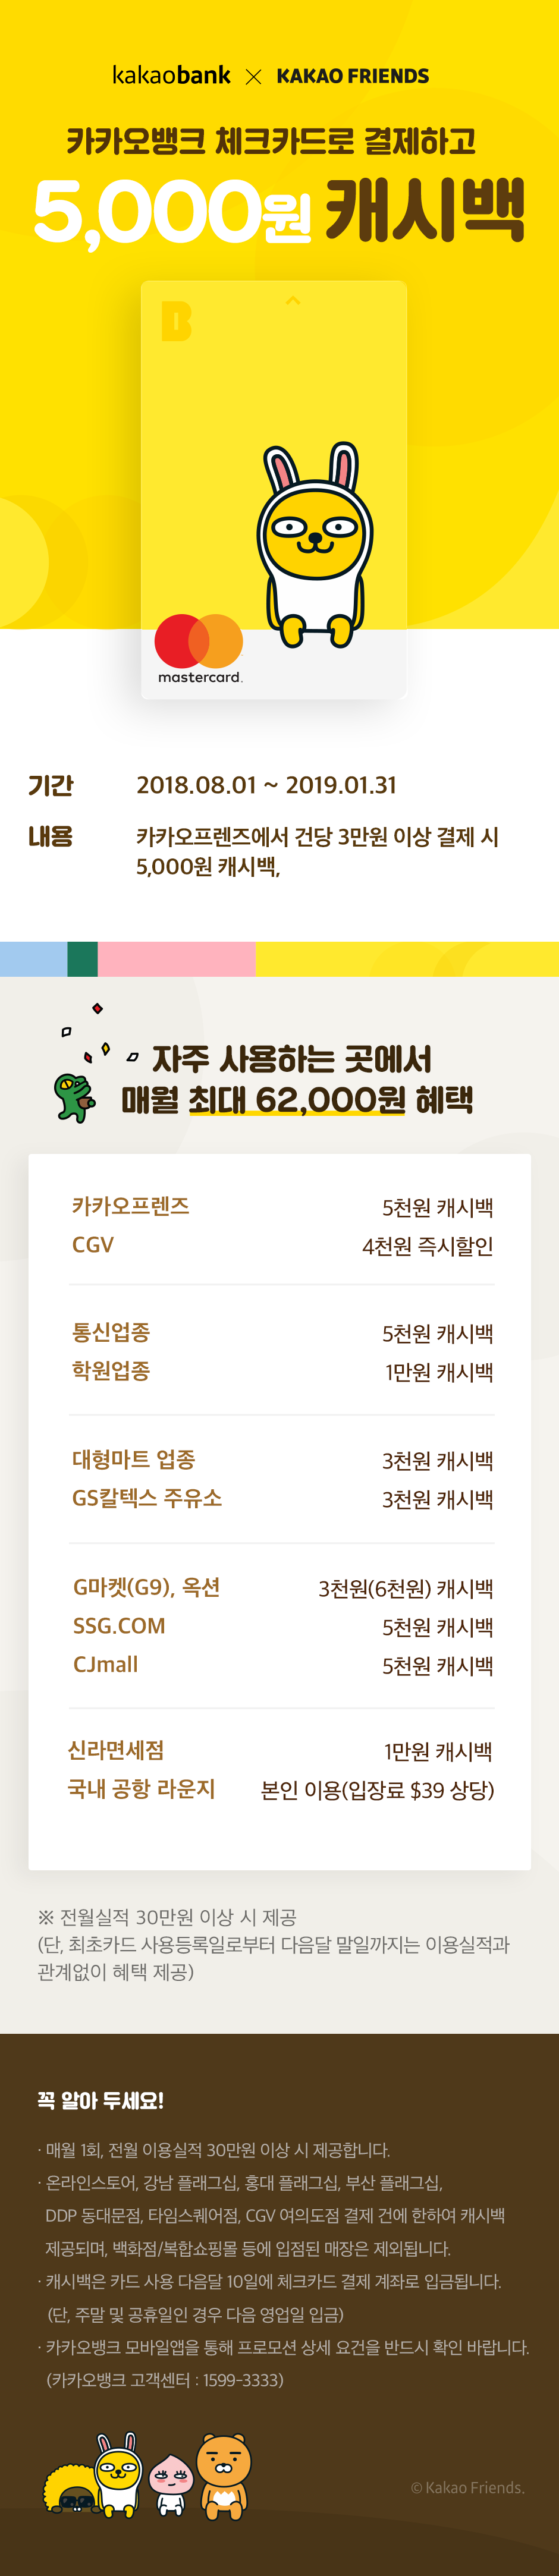 kakaobank × KAKAO FRIENDS
카카오뱅크 체크카드로 결제하고
5,000원 캐시백
B
mastercard.
기간 2018.08.01 ~ 2019.01.31
내용 카카오프렌즈에서 건당 3만원 이상 결제 시
5,000원 캐시백,
자주 사용하는 곳에서
매월 최대 62,000원 혜택
카카오프렌즈 5천원 캐시백
CGV 4천원 즉시할인
통신업종 5천원 캐시백
학원업종 1만원 캐시백
대형마트 업종 3천원 캐시백
GS칼텍스 주유소 3천원 캐시백
G마켓(G9), 옥션 3천원(6천원) 캐시백
SSG.COM 5천원 캐시백
CJmall 5천원 캐시백
신라면세점 1만원 캐시백
국내 공항 라운지 본인 이용(입장료 $39 상당)
※ 전월실적 30만원 이상 시 제공
(단, 최초카드 사용등록일로부터 다음달 말일까지는 이용실적과
관계없이 혜택 제공)
꼭 알아 두세요!
· 매월 1회, 전월 이용실적 30만원 이상 시 제공합니다.
· 온라인스토어, 강남 플래그십, 홍대 플래그십, 부산 플래그십,
DDP 동대문점, 타임스퀘어점, CGV 여의도점 결제 건에 한하여 캐시백
제공되며, 백화점/복합쇼핑몰 등에 입점된 매장은 제외됩니다.
· 캐시백은 카드 사용 다음달 10일에 체크카드 결제 계좌로 입금됩니다.
(단, 주말 및 공휴일인 경우 다음 영업일 입금)
· 카카오뱅크 모바일앱을 통해 프로모션 상세 요건을 반드시 확인 바랍니다.
(카카오뱅크 고객센터 : 1599-3333)
© Kakao Friends.